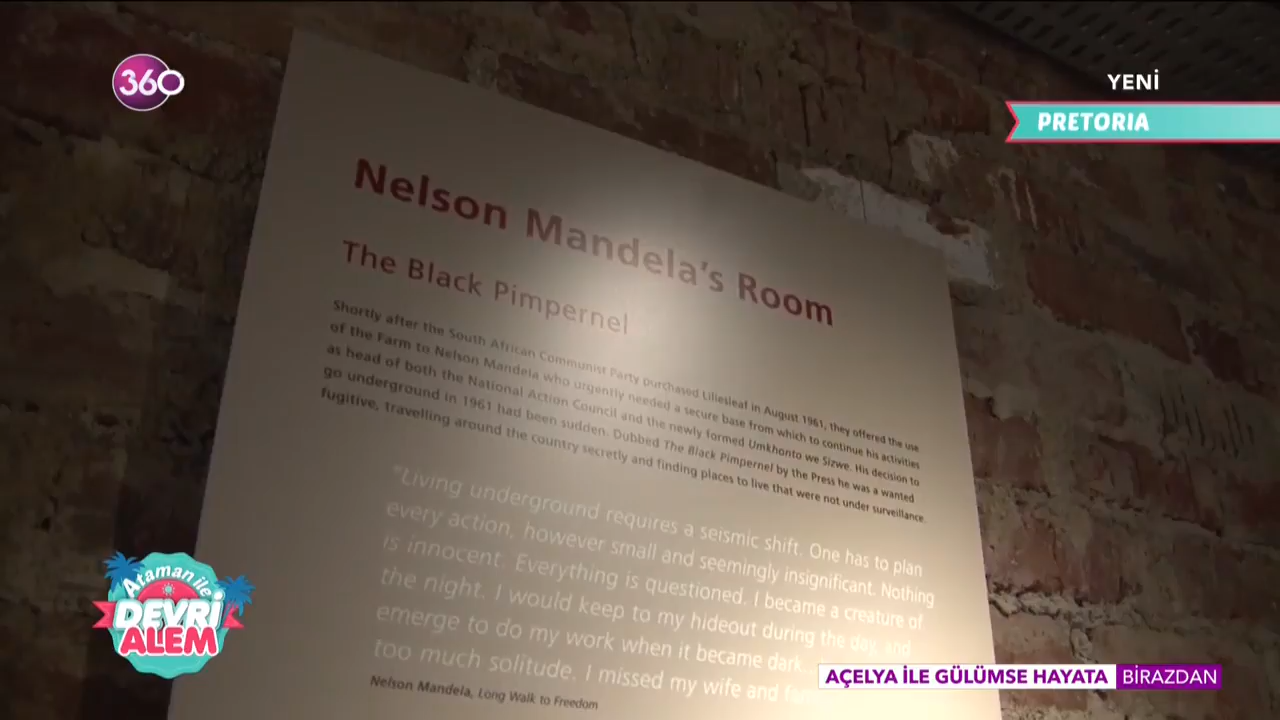 360
YENİ
PRETORIA
Nelson Mandela's Room
The Black Pimpernel
Shortly after the South African Communist Party purchased Liliesleaf in August 1961, they offered the use
of the Farm to Nelson Mandela who urgently needed a secure base from which to continue his activities
as head of both the National Action Council and the newly formed Umkhonto we Sizwe. His decision to
go underground in 1961 had been sudden. Dubbed The Black Pimpernel by the Press he was a wanted
fugitive, travelling around the country secretly and finding places to live that were not under surveillance.
"Living underground requires a seismic shift. One has to plan
every action, however small and seemingly insignificant. Nothing
is innocent. Everything is questioned. I became a creature of
the night. I would keep to my hideout during the day, and
emerge to do my work when it became dark...
too much solitude. I missed my wife and
Nelson Mandela, Long Walk to Freedom
Ataman ile
DEVRİ
ALEM
AÇELYA İLE GÜLÜMSE HAYATA BİRAZDAN